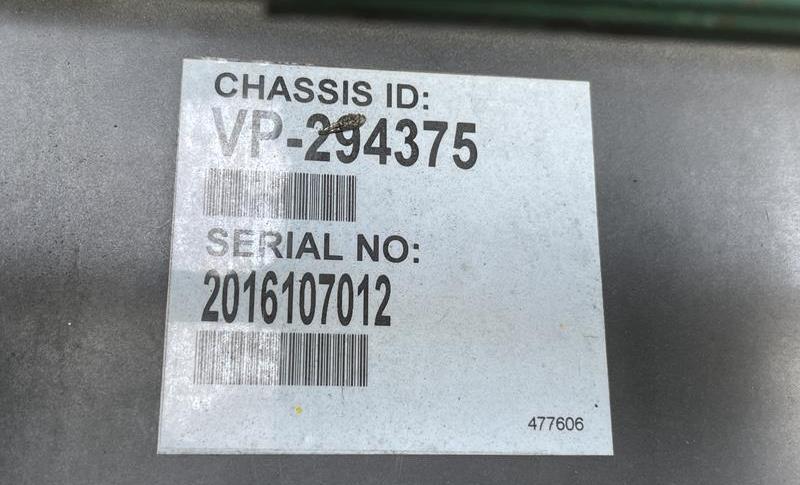 CHASSIS ID:
VP-294375
SERIAL NO:
2016107012
477606